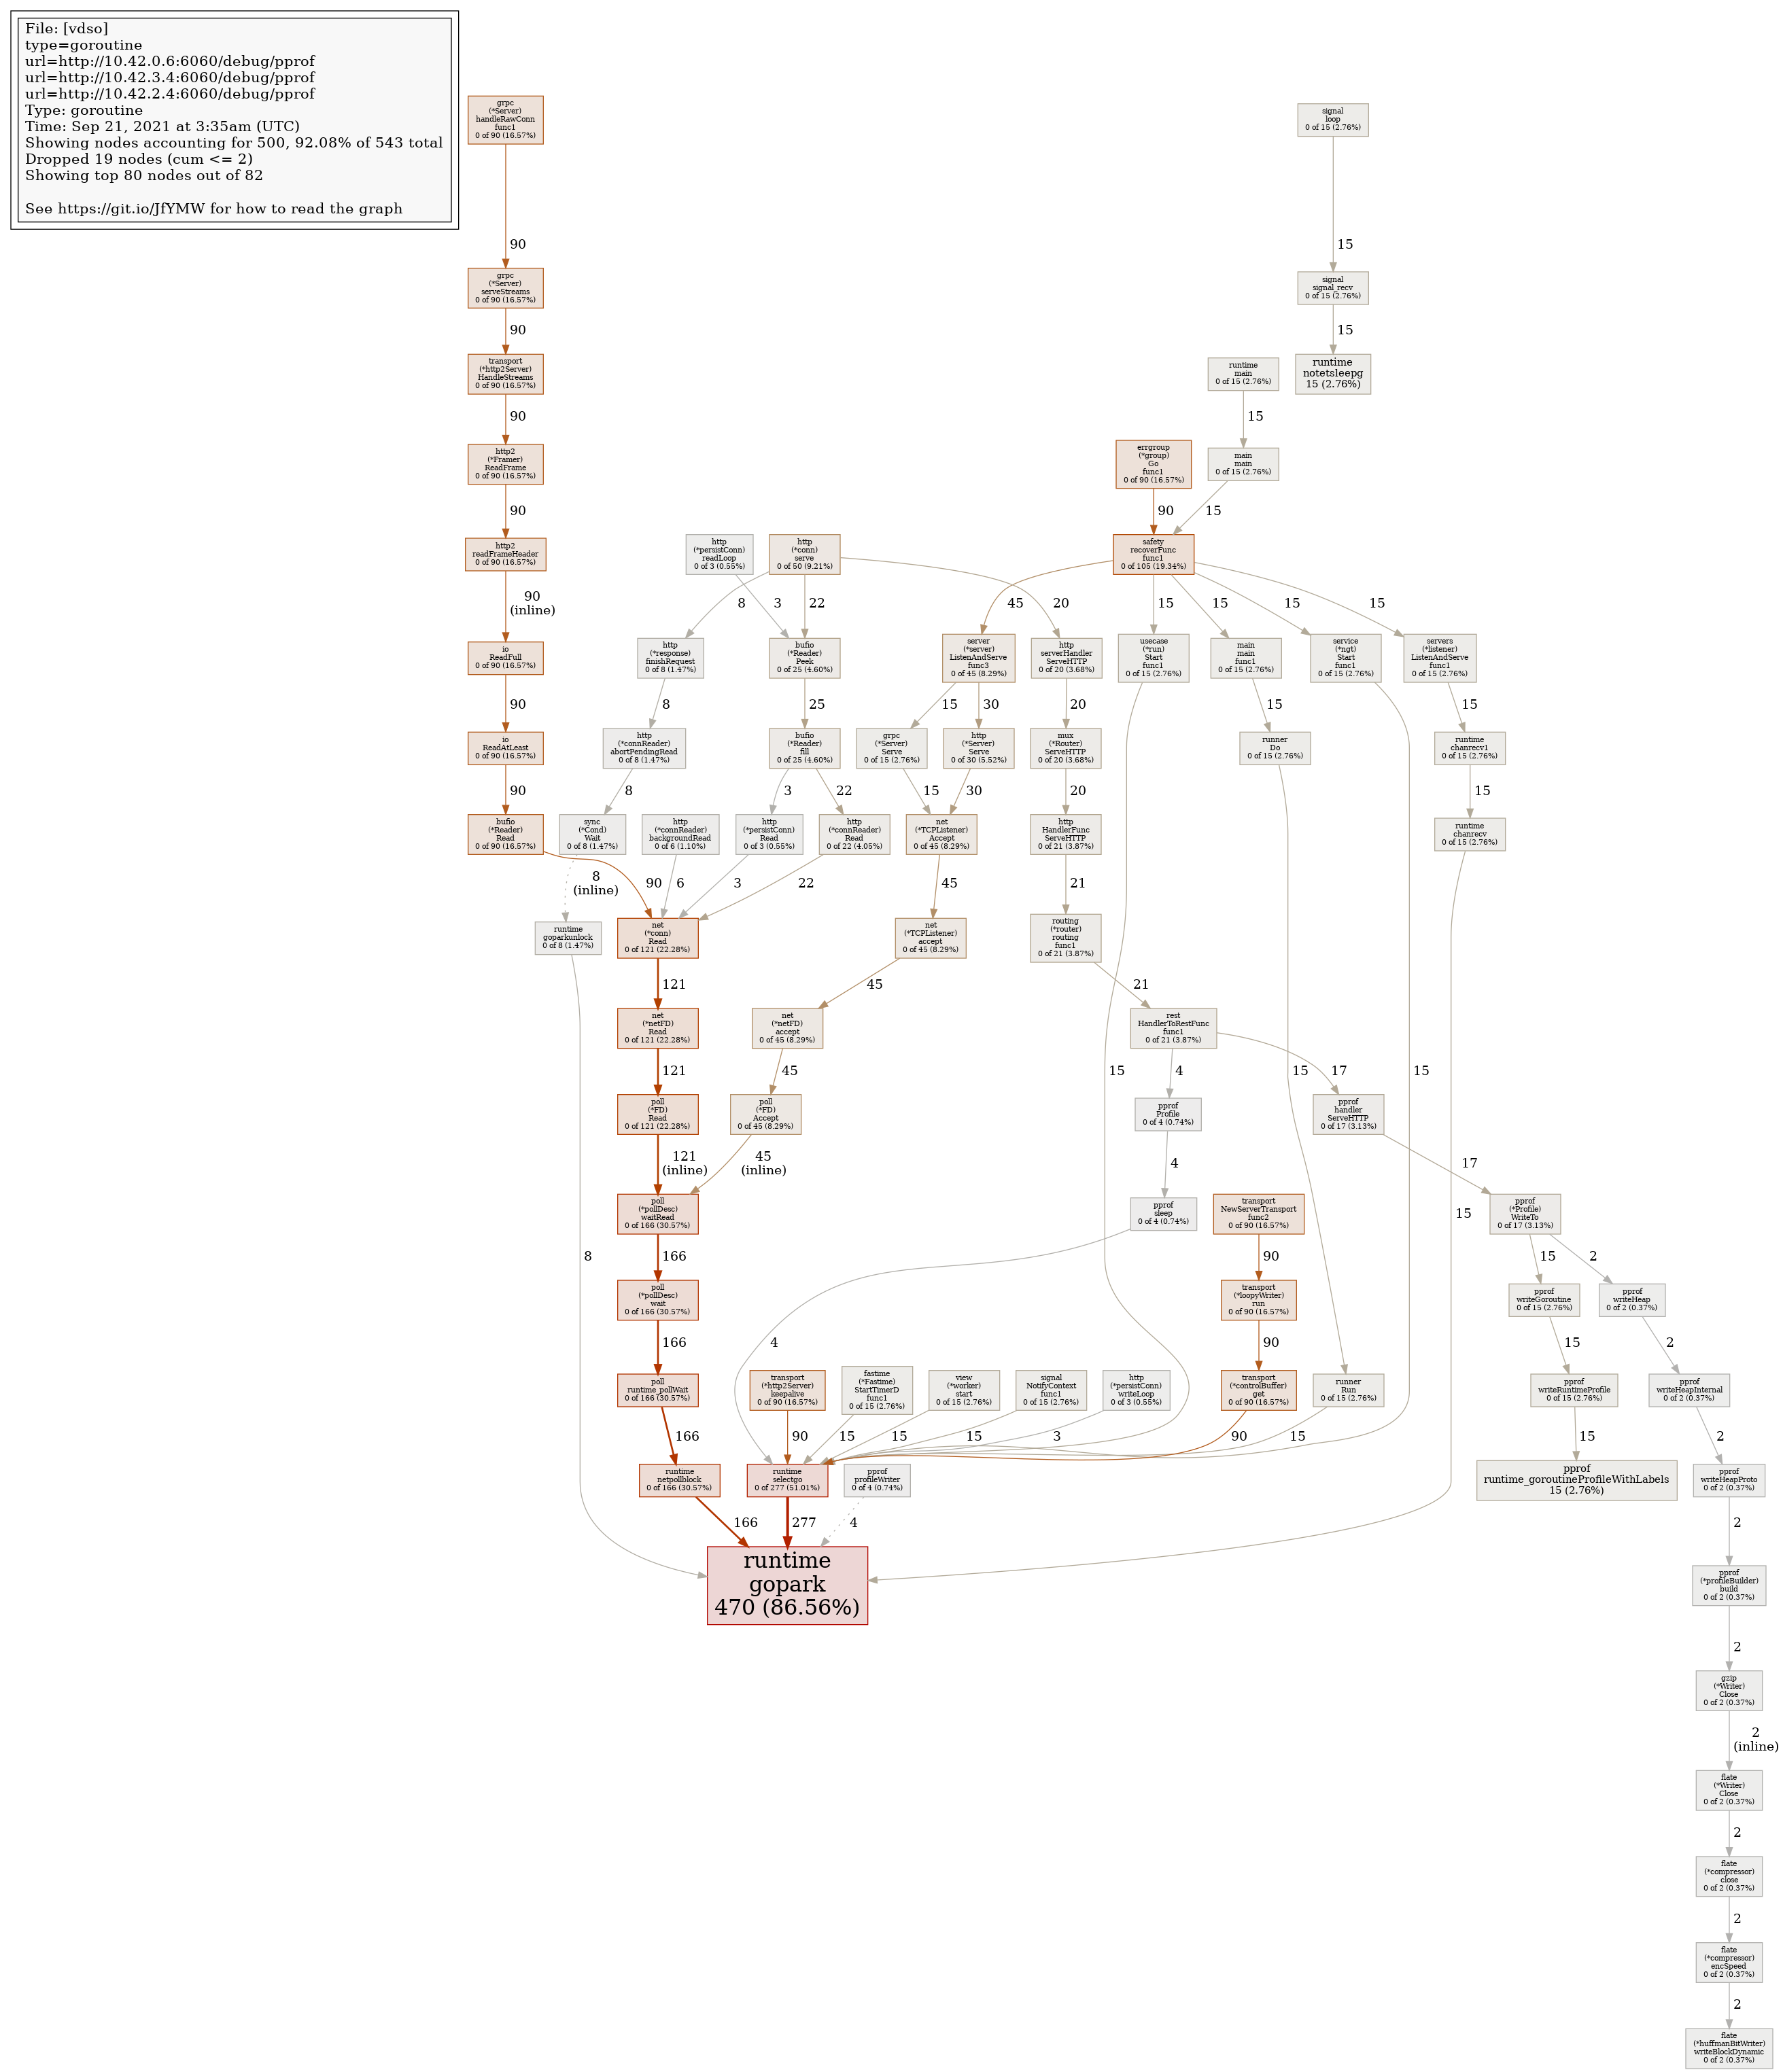 File: [vdso]
type=goroutine
url=http://10.42.0.6:6060/debug/pprof
url=http://10.42.3.4:6060/debug/pprof
url=http://10.42.2.4:6060/debug/pprof
Type: goroutine
Time: Sep 21, 2021 at 3:35am (UTC)
Showing nodes accounting for 500, 92.08% of 543 total
Dropped 19 nodes (cum <= 2)
Showing top 80 nodes out of 82
See https://git.io/JfYMW for how to read the graph
grpc
(*Server)
handleRawConn
func1
0 of 90 (16.57%)
signal
loop
0 of 15 (2.76%)
90
15
grpc
(*Server)
serveStreams
0 of 90 (16.57%)
signal
signal_recv
0 of 15 (2.76%)
90
15
transport
(*http2Server)
HandleStreams
0 of 90 (16.57%)
runtime
main
0 of 15 (2.76%)
runtime
notetsleepg
15 (2.76%)
90
15
http2
(*Framer)
ReadFrame
0 of 90 (16.57%)
errgroup
(*group)
Go
func1
0 of 90 (16.57%)
main
main
0 of 15 (2.76%)
90
90
15
http2
readFrameHeader
0 of 90 (16.57%)
http
(*persistConn)
readLoop
0 of 3 (0.55%)
http
(*conn)
serve
0 of 50 (9.21%)
safety
recoverFunc
func1
0 of 105 (19.34%)
90
(inline)
8
3
22
45
20
15
15
15
15
io
ReadFull
0 of 90 (16.57%)
http
(*response)
finishRequest
0 of 8 (1.47%)
bufio
(*Reader)
Peek
0 of 25 (4.60%)
server
(*server)
ListenAndServe
func3
0 of 45 (8.29%)
http
serverHandler
ServeHTTP
0 of 20 (3.68%)
usecase
(*run)
Start
func1
0 of 15 (2.76%)
main
main
func1
0 of 15 (2.76%)
service
(*ngt)
Start
func1
0 of 15 (2.76%)
servers
(*listener)
ListenAndServe
func1
0 of 15 (2.76%)
90
8
25
15
30
20
15
15
io
ReadAtLeast
0 of 90 (16.57%)
http
(*connReader)
abortPendingRead
0 of 8 (1.47%)
bufio
(*Reader)
fill
0 of 25 (4.60%)
grpc
(*Server)
Serve
0 of 15 (2.76%)
http
(*Server)
Serve
0 of 30 (5.52%)
mux
(*Router)
ServeHTTP
0 of 20 (3.68%)
runner
Do
0 of 15 (2.76%)
runtime
chanrecv1
0 of 15 (2.76%)
90
8
3
22
15
30
20
15
bufio
(*Reader)
Read
0 of 90 (16.57%)
sync
(*Cond)
Wait
0 of 8 (1.47%)
http
(*connReader)
backgroundRead
0 of 6 (1.10%)
http
(*persistConn)
Read
0 of 3 (0.55%)
http
(*connReader)
Read
0 of 22 (4.05%)
net
(*TCPListener)
Accept
0 of 45 (8.29%)
http
HandlerFunc
ServeHTTP
0 of 21 (3.87%)
runtime
chanrecv
0 of 15 (2.76%)
8
(inline)
90
6
3
22
45
21
runtime
goparkunlock
0 of 8 (1.47%)
net
(*conn)
Read
0 of 121 (22.28%)
net
(*TCPListener)
accept
0 of 45 (8.29%)
routing
(*router)
routing
func1
0 of 21 (3.87%)
121
45
21
net
(*netFD)
Read
0 of 121 (22.28%)
net
(*netFD)
accept
0 of 45 (8.29%)
rest
HandlerToRestFunc
func1
0 of 21 (3.87%)
121
45
15
4
15
17
15
poll
(*FD)
Read
0 of 121 (22.28%)
poll
(*FD)
Accept
0 of 45 (8.29%)
pprof
Profile
0 of 4 (0.74%)
pprof
handler
ServeHTTP
0 of 17 (3.13%)
121
(inline)
45
(inline)
4
17
poll
(*pollDesc)
waitRead
0 of 166 (30.57%)
pprof
sleep
0 of 4 (0.74%)
transport
NewServerTransport
func2
0 of 90 (16.57%)
15
pprof
(*Profile)
WriteTo
0 of 17 (3.13%)
8
166
90
15
2
poll
(*pollDesc)
wait
0 of 166 (30.57%)
transport
(*loopyWriter)
run
0 of 90 (16.57%)
pprof
writeGoroutine
0 of 15 (2.76%)
pprof
writeHeap
0 of 2 (0.37%)
166
4
90
15
2
poll
runtime_pollWait
0 of 166 (30.57%)
transport
(*http2Server)
keepalive
0 of 90 (16.57%)
fastime
(*Fastime)
StartTimerD
func1
0 of 15 (2.76%)
view
(*worker)
start
0 of 15 (2.76%)
signal
NotifyContext
func1
0 of 15 (2.76%)
http
(*persistConn)
writeLoop
0 of 3 (0.55%)
transport
(*controlBuffer)
get
0 of 90 (16.57%)
runner
Run
0 of 15 (2.76%)
pprof
writeRuntimeProfile
0 of 15 (2.76%)
pprof
writeHeapInternal
0 of 2 (0.37%)
166
90
15
15
15
3
90
15
15
2
runtime
netpollblock
0 of 166 (30.57%)
runtime
selectgo
0 of 277 (51.01%)
pprof
profileWriter
0 of 4 (0.74%)
pprof
runtime_goroutineProfileWithLabels
15 (2.76%)
pprof
writeHeapProto
0 of 2 (0.37%)
166
277
4
2
runtime
gopark
470 (86.56%)
pprof
(*profileBuilder)
build
0 of 2 (0.37%)
2
gzip
(*Writer)
Close
0 of 2 (0.37%)
2
(inline)
flate
(*Writer)
Close
0 of 2 (0.37%)
2
flate
(*compressor)
close
0 of 2 (0.37%)
2
flate
(*compressor)
encSpeed
0 of 2 (0.37%)
2
flate
(*huffmanBitWriter)
writeBlockDynamic
0 of 2 (0.37%)